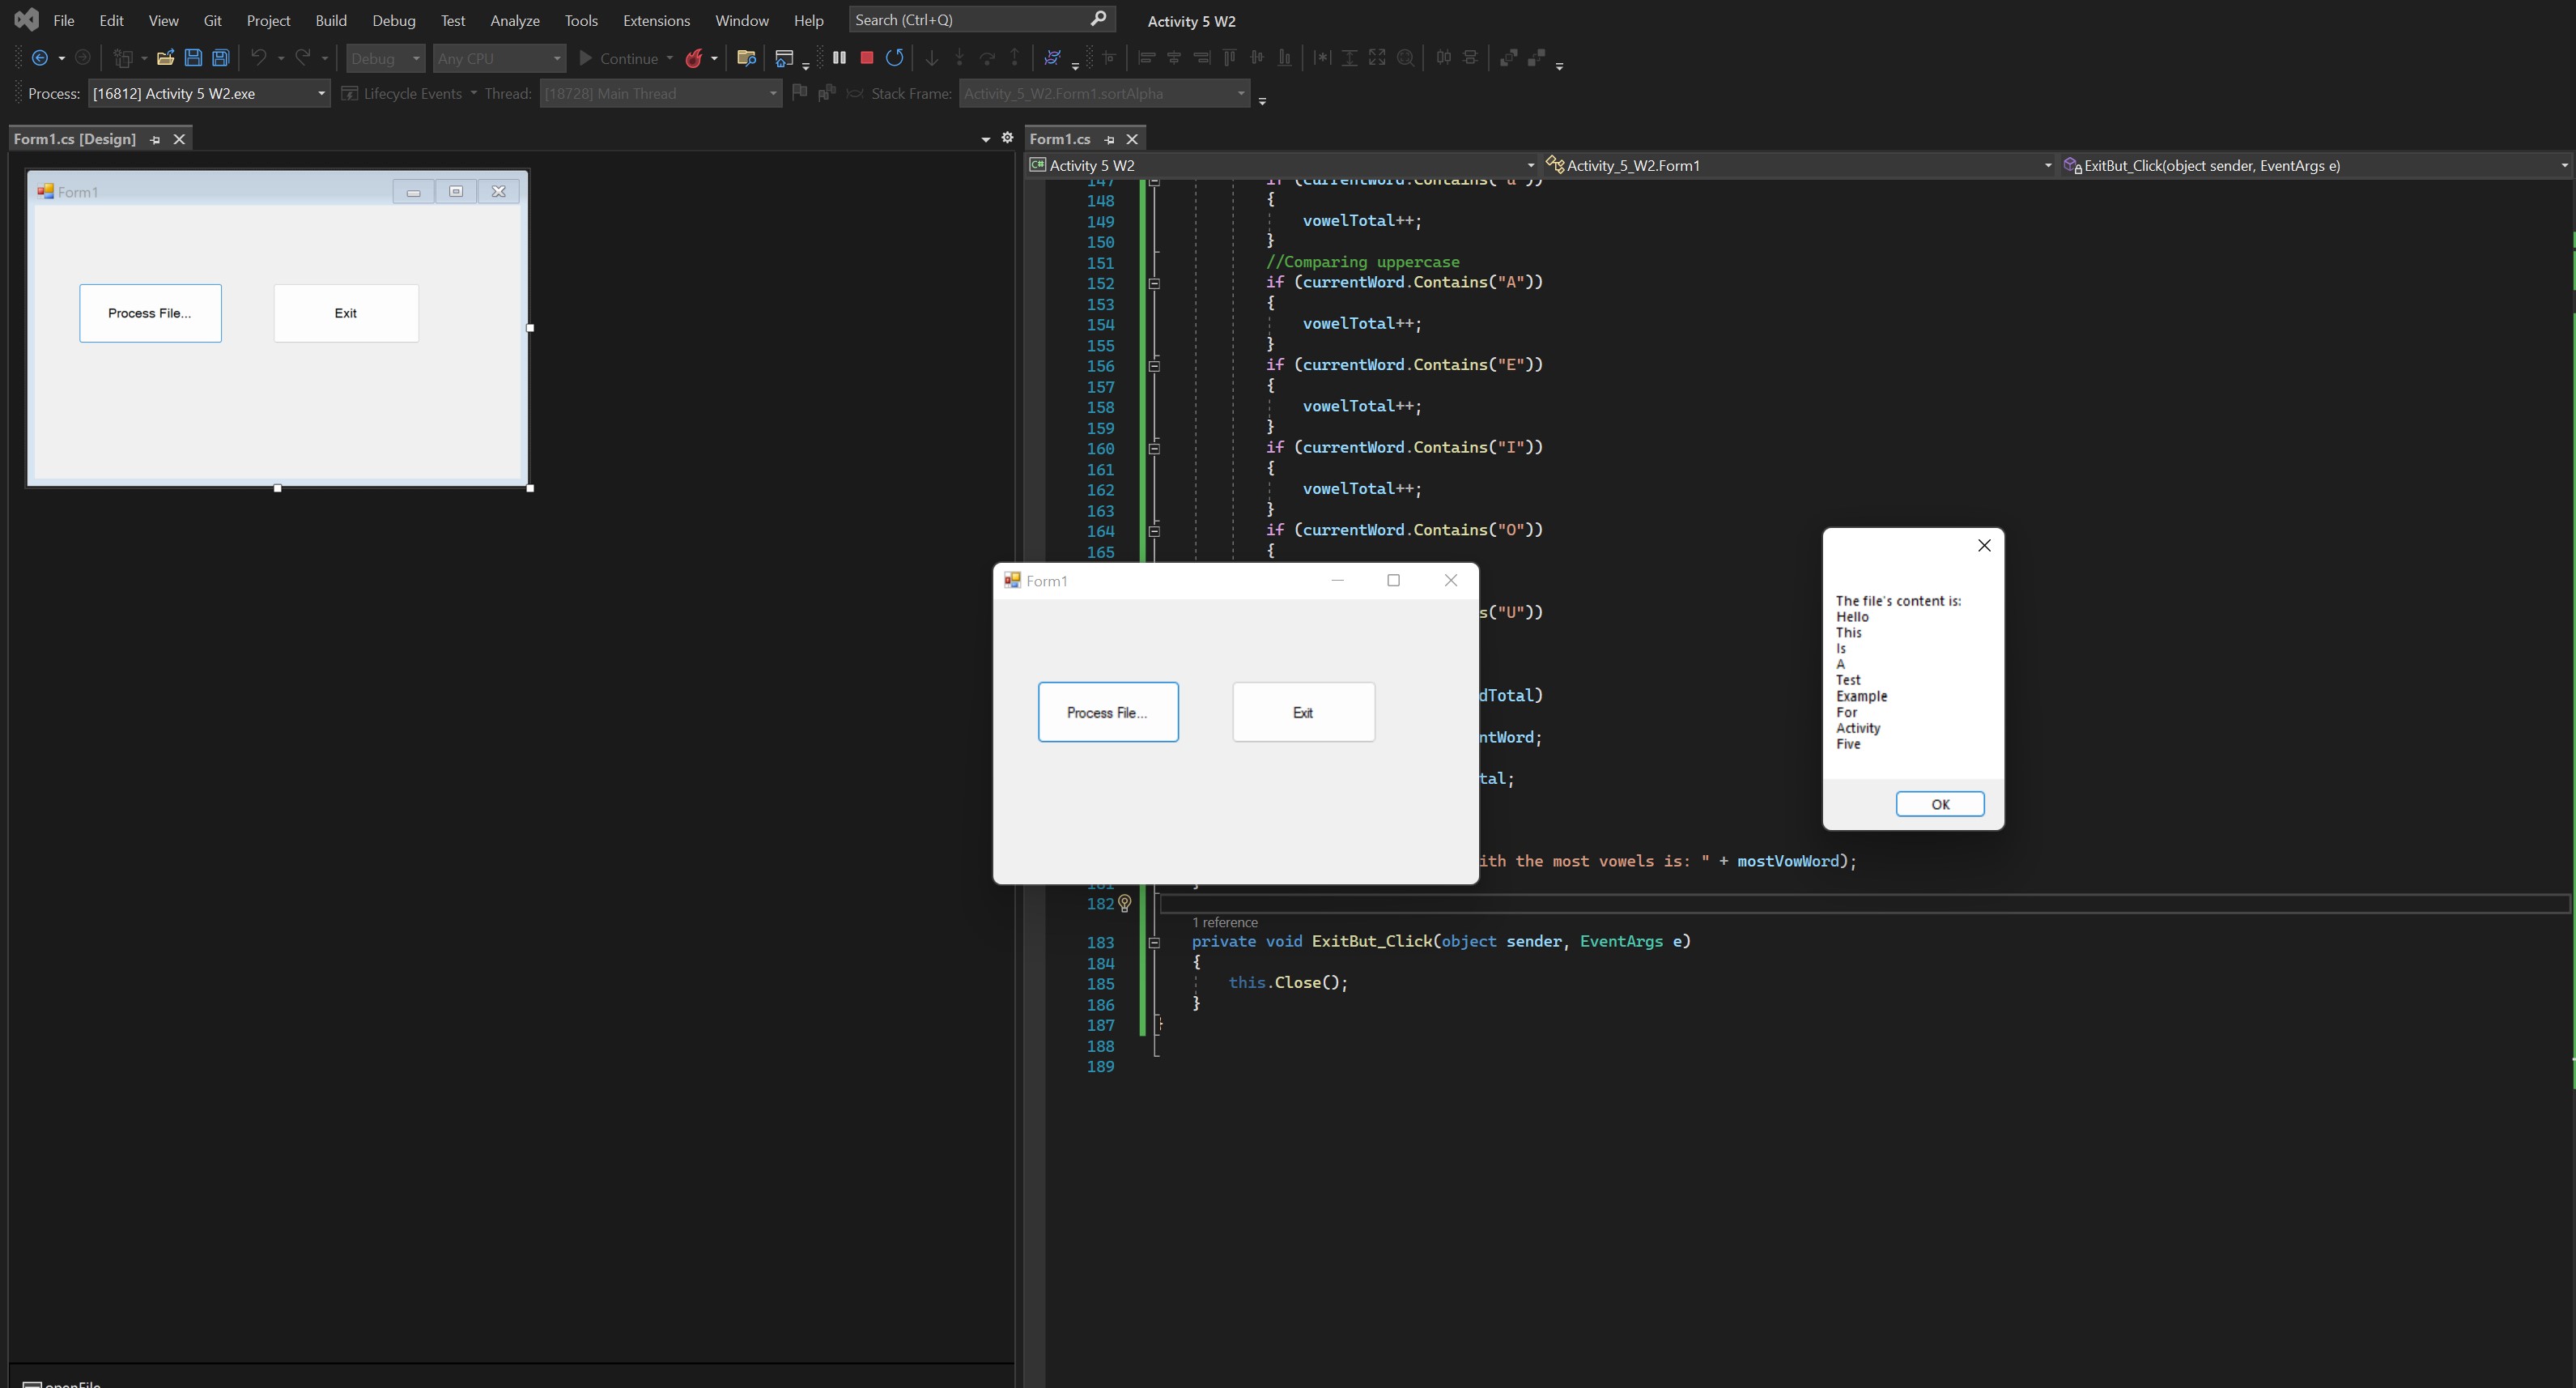 File Edit View Git Project Build Debug Test Analyze Tools Extensions Window Help Search (Ctrl+Q) Activity 5 W2
Debug Any CPU Continue
Process: [16812] Activity 5 W2.exe Lifecycle Events Thread: [18728] Main Thread Stack Frame: Activity_5_W2.Form1.sortAlpha
Form1.cs [Design]
Form1
Process File...
Exit
Form1.cs
C# Activity 5 W2 Activity_5_W2.Form1 ExitBut_Click(object sender, EventArgs e)
147 if (currentWord.Contains("u"))
148 {
149 vowelTotal++;
150 }
151 //Comparing uppercase
152 if (currentWord.Contains("A"))
153 {
154 vowelTotal++;
155 }
156 if (currentWord.Contains("E"))
157 {
158 vowelTotal++;
159 }
160 if (currentWord.Contains("I"))
161 {
162 vowelTotal++;
163 }
164 if (currentWord.Contains("O"))
165 {
s("U"))
dTotal)
ntWord;
tal;
ith the most vowels is: " + mostVowWord);
181 }
182
1 reference
183 private void ExitBut_Click(object sender, EventArgs e)
184 {
185 this.Close();
186 }
187 }
188
189
Form1
Process File...
Exit
The file's content is:
Hello
This
Is
A
Test
Example
For
Activity
Five
OK
openFile